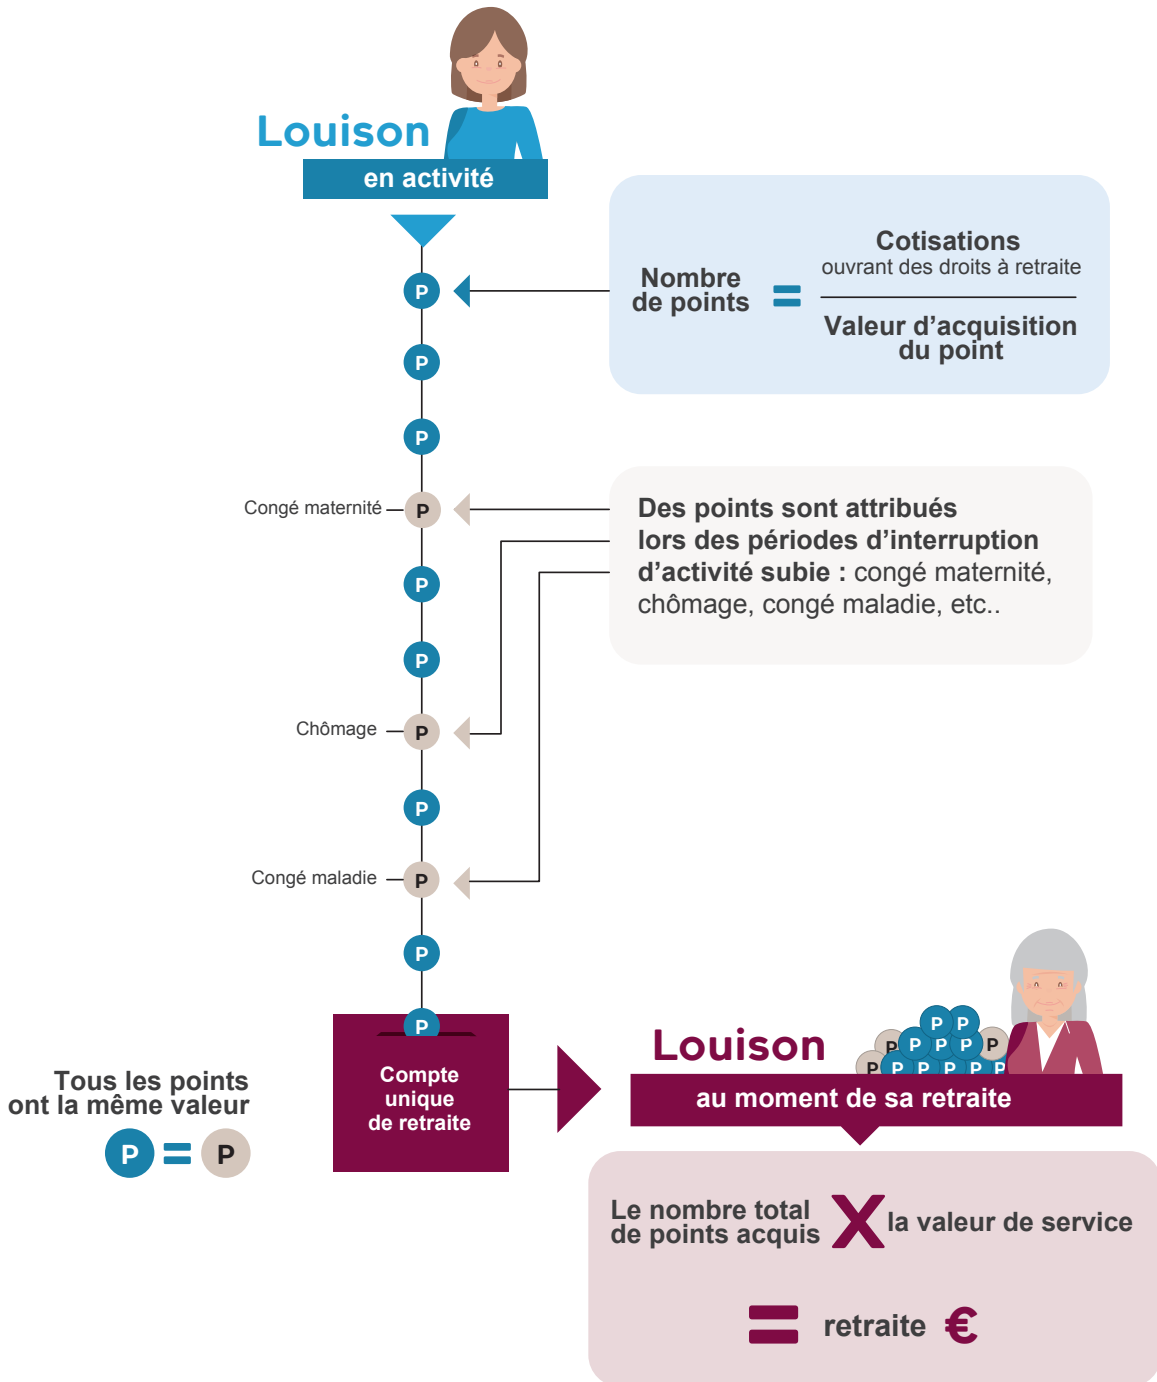 Louison
en activité
P
Nombre
de points
=
Cotisations
ouvrant des droits à retraite
Valeur d’acquisition
du point
P
P
Congé maternité
P
Des points sont attribués
lors des périodes d’interruption
d’activité subie : congé maternité,
chômage, congé maladie, etc..
P
P
Chômage
P
P
Congé maladie
P
P
P
Compte
unique
de retraite
Tous les points
ont la même valeur
P = P
Louison
P P
P P P P P
P P P P P P
au moment de sa retraite
Le nombre total
de points acquis
X
la valeur de service
= retraite €